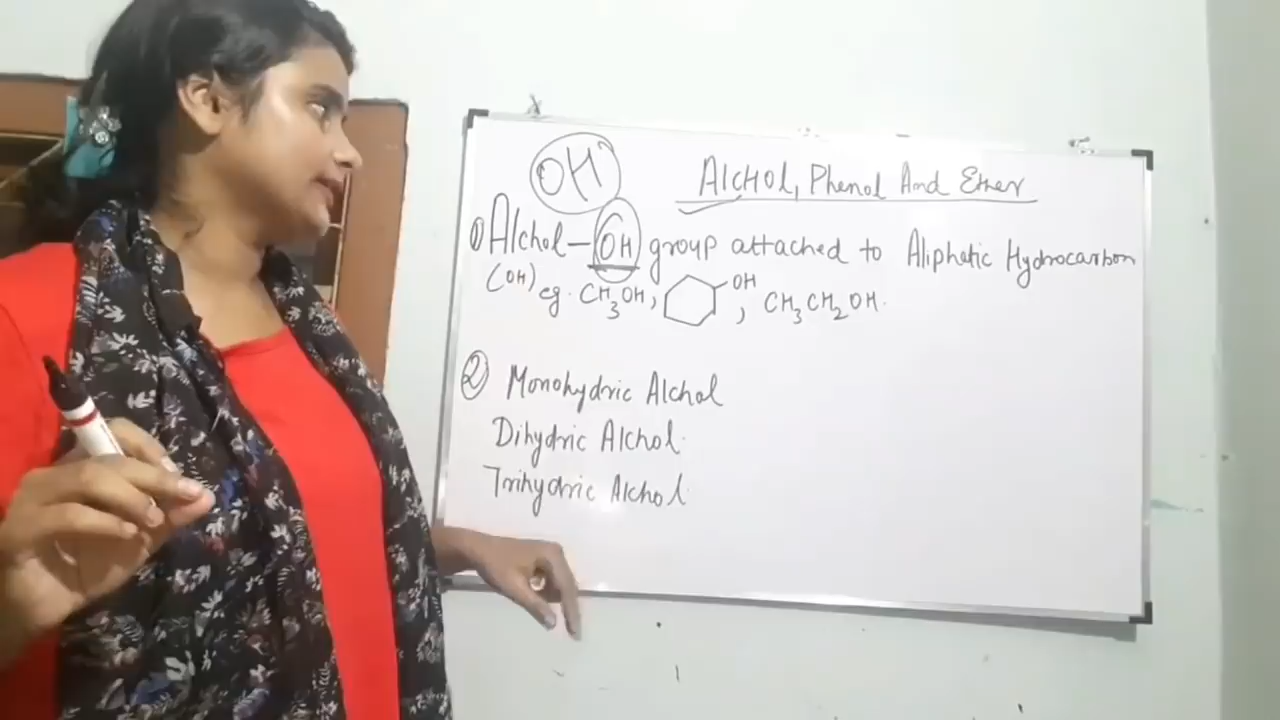 OH
AlcHOl, Phenol And Ether
① Alchol – OH group attached to Aliphatic Hydrocarbon
(OH) eg. CH3OH, OH, CH3CH2OH.
② Monohydric Alchol
Dihydric Alchol
Trihydric Alchol